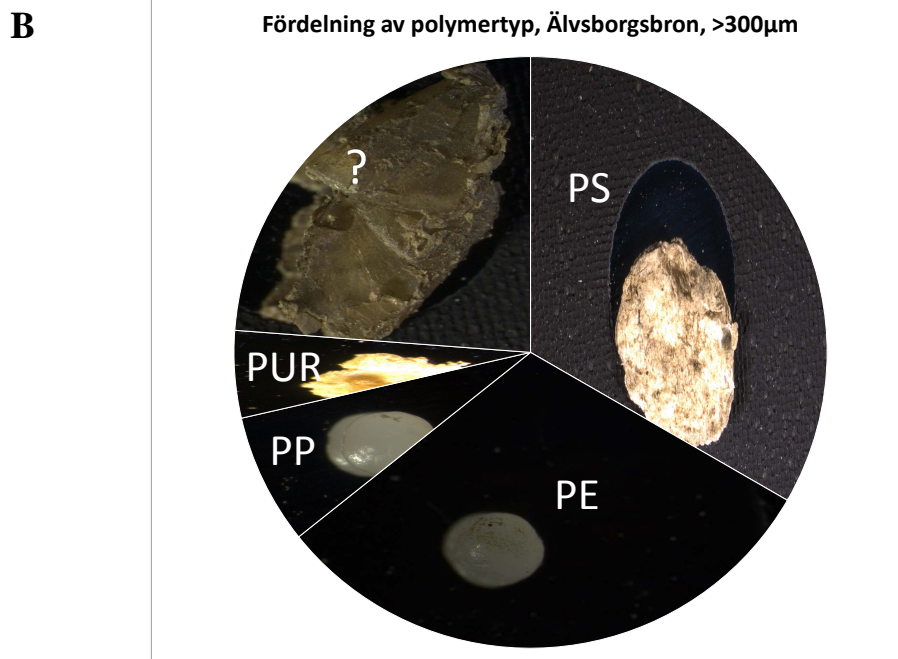 B
Fördelning av polymertyp, Älvsborgsbron, >300µm
?
PS
PUR
PP
PE